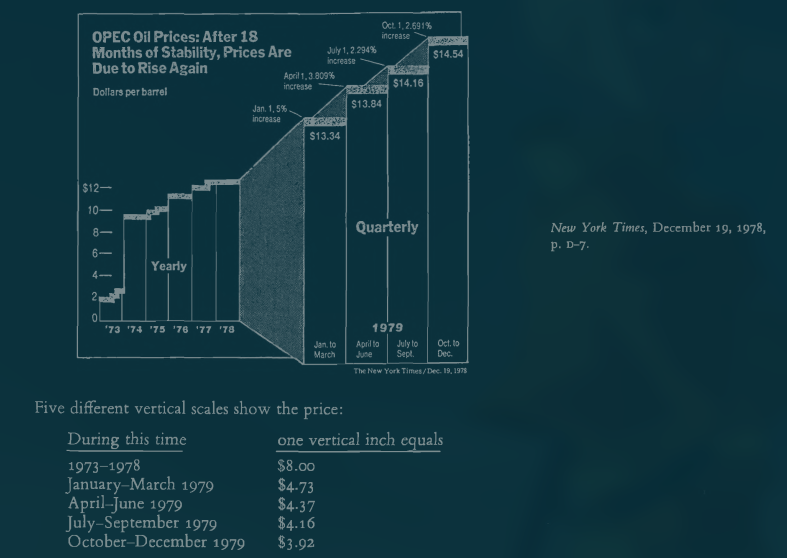 OPEC Oil Prices: After 18
Months of Stability, Prices Are
Due to Rise Again
Dollars per barrel
Oct. 1, 2.691%
increase
July 1, 2.294%
increase
April 1, 3.809%
increase
Jan. 1, 5%
increase
$14.54
$14.16
$13.84
$13.34
$12
10
8
6
4
2
0
Yearly
Quarterly
'73 '74 '75 '76 '77 '78
1979
Jan. to
March
April to
June
July to
Sept.
Oct. to
Dec.
The New York Times/Dec. 19, 1978
New York Times, December 19, 1978,
p. D-7.
Five different vertical scales show the price:
During this time one vertical inch equals
1973–1978 $8.00
January–March 1979 $4.73
April–June 1979 $4.37
July–September 1979 $4.16
October–December 1979 $3.92